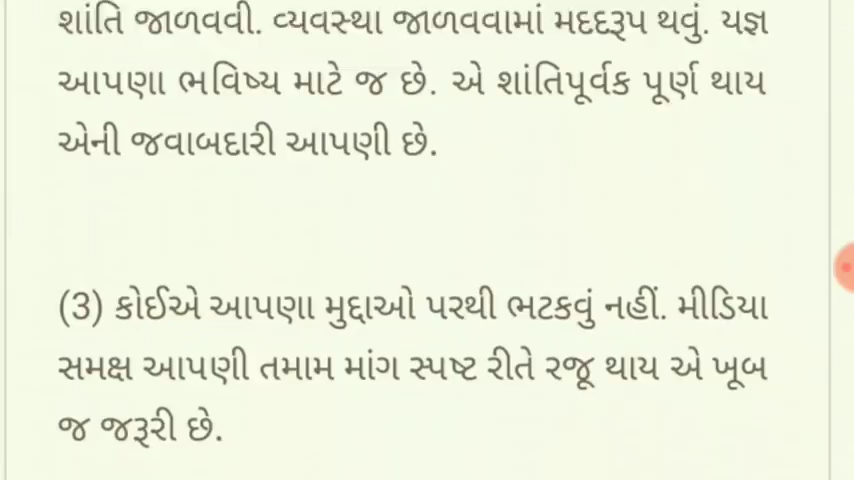 શાંતિ જાળવવી. વ્યવસ્થા જાળવવામાં મદદરૂપ થવું. યજ્ઞ
આપણા ભવિષ્ય માટે જ છે. એ શાંતિપૂર્વક પૂર્ણ થાય
એની જવાબદારી આપણી છે.
(3) કોઈએ આપણા મુદ્દાઓ પરથી ભટકવું નહીં. મીડિયા
સમક્ષ આપણી તમામ માંગ સ્પષ્ટ રીતે રજૂ થાય એ ખૂબ
જ જરૂરી છે.